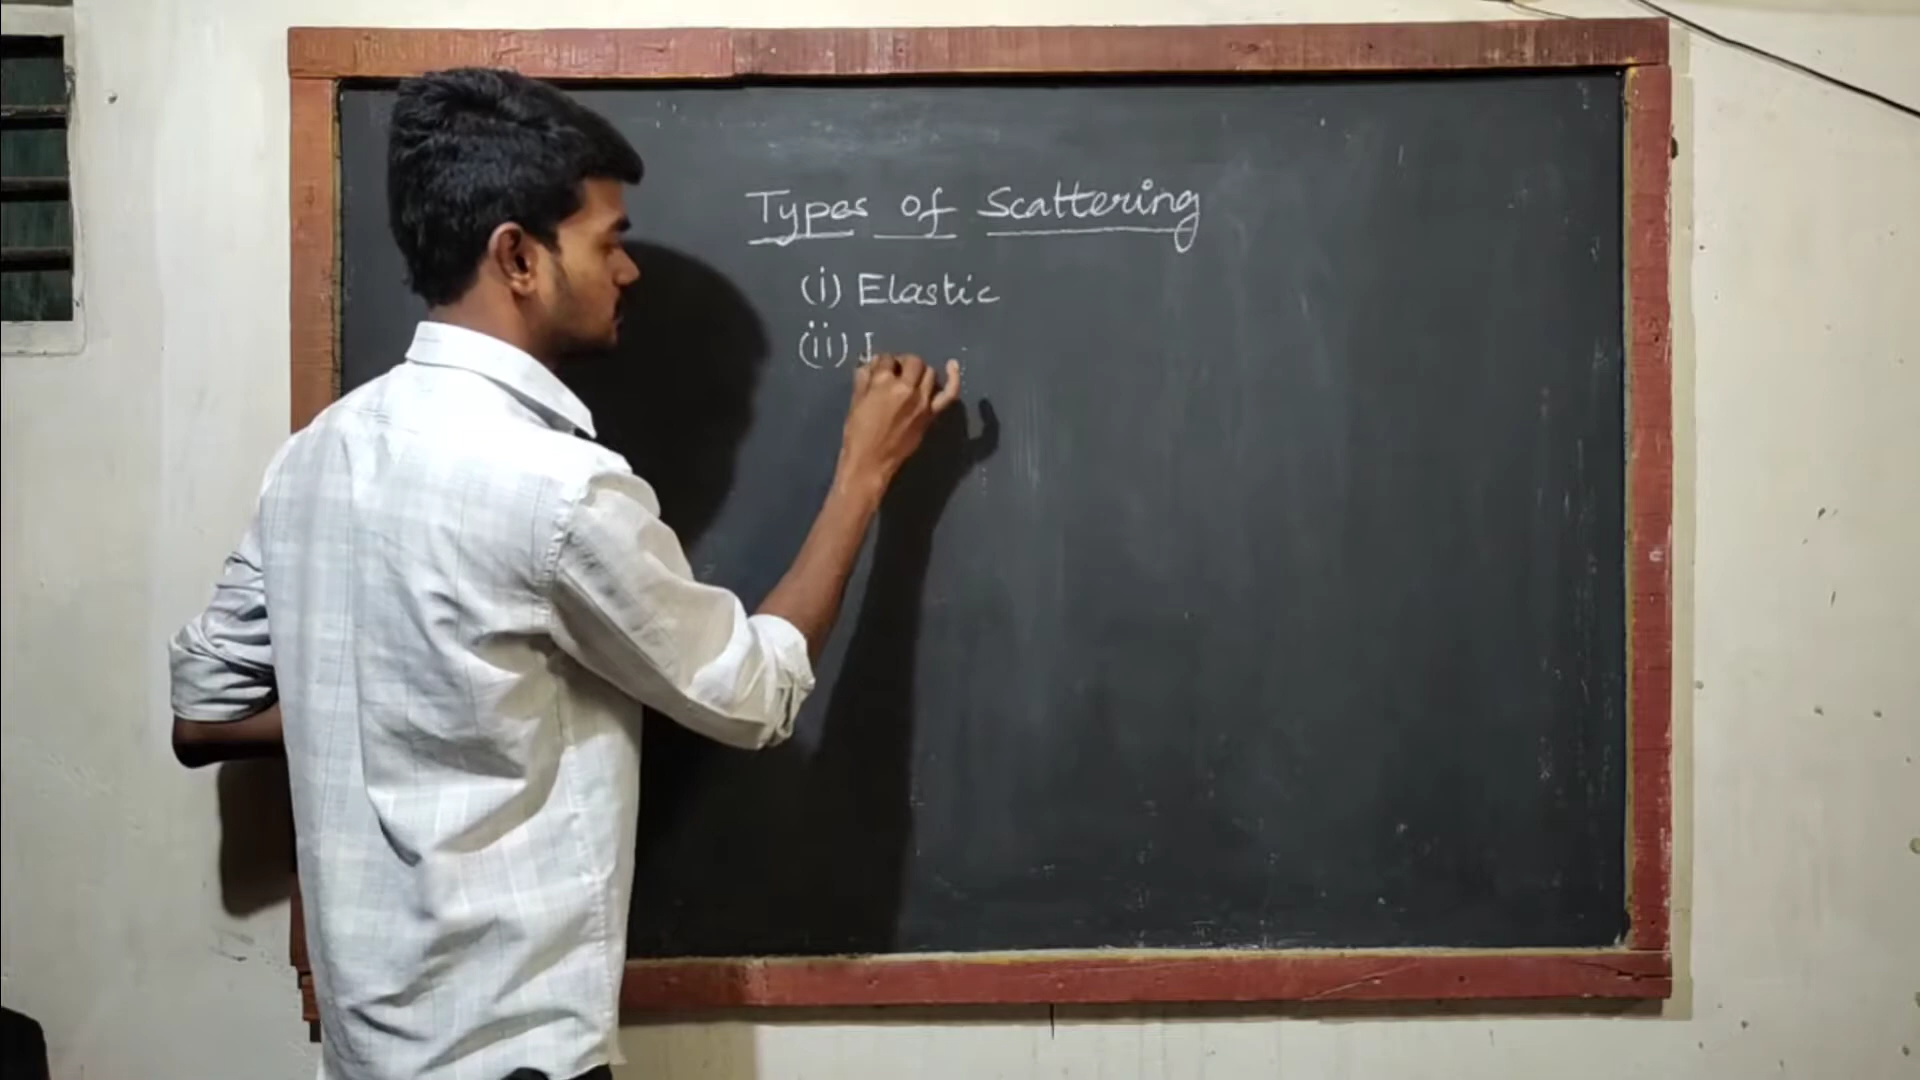 Types of Scattering
(i) Elastic
(ii) I